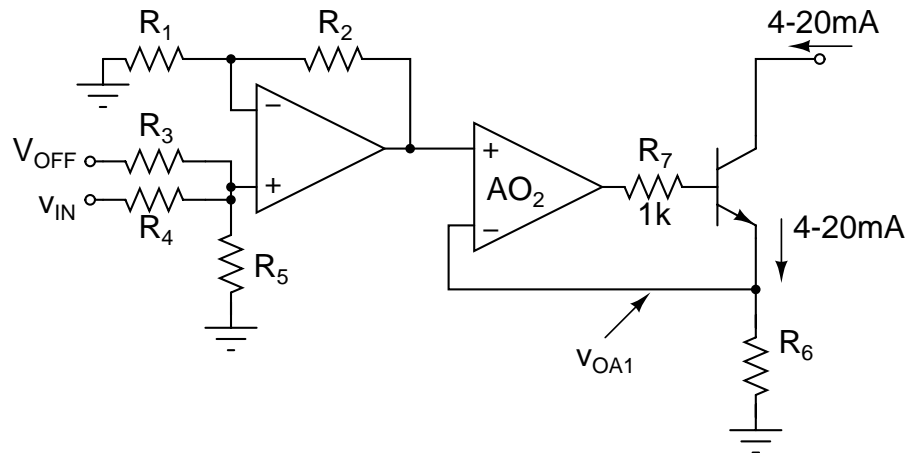 4-20mA
R1
R2
−
VOFF
R3
+
vIN
R4
R5
+
AO2
−
R7
1k
4-20mA
vOA1
R6